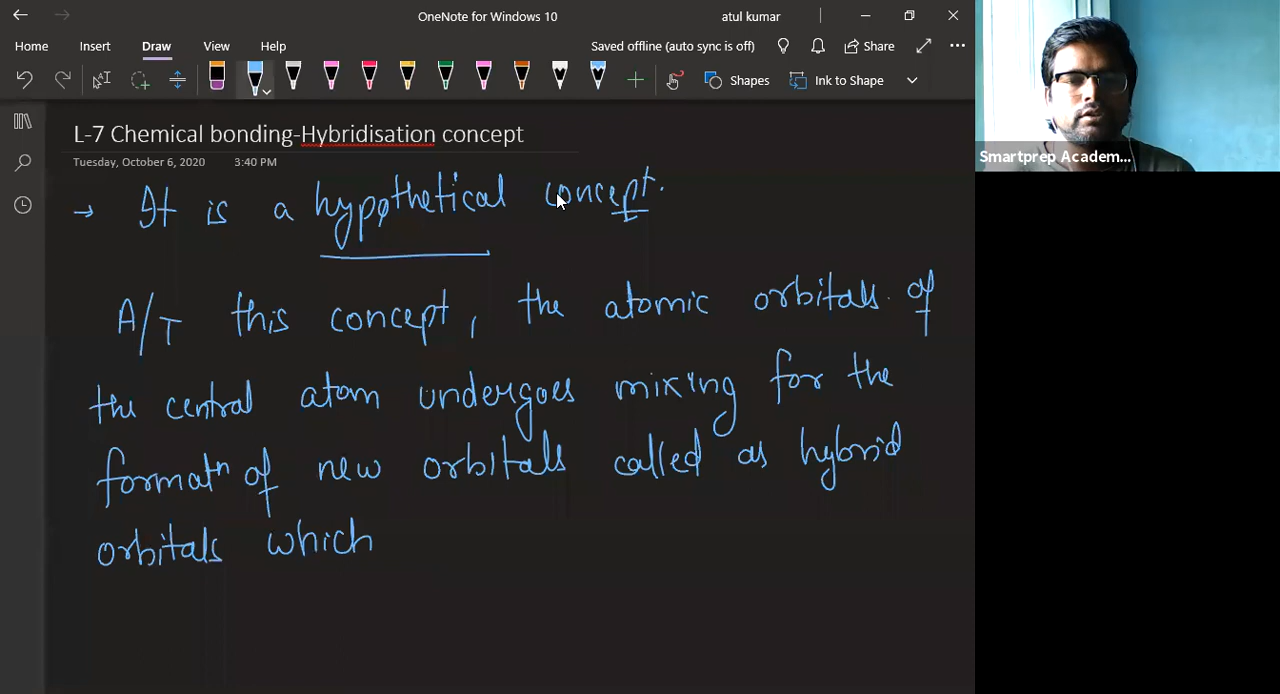 OneNote for Windows 10
atul kumar
Home
Insert
Draw
View
Help
Saved offline (auto sync is off)
Share
Shapes
Ink to Shape
Smartprep Academ...
L-7 Chemical bonding-Hybridisation concept
Tuesday, October 6, 2020 3:40 PM
→ It is a hypothetical concept.
A/T this concept, the atomic orbitals of
the central atom undergoes mixing for the
formatn of new orbitals called as hybrid
orbitals which